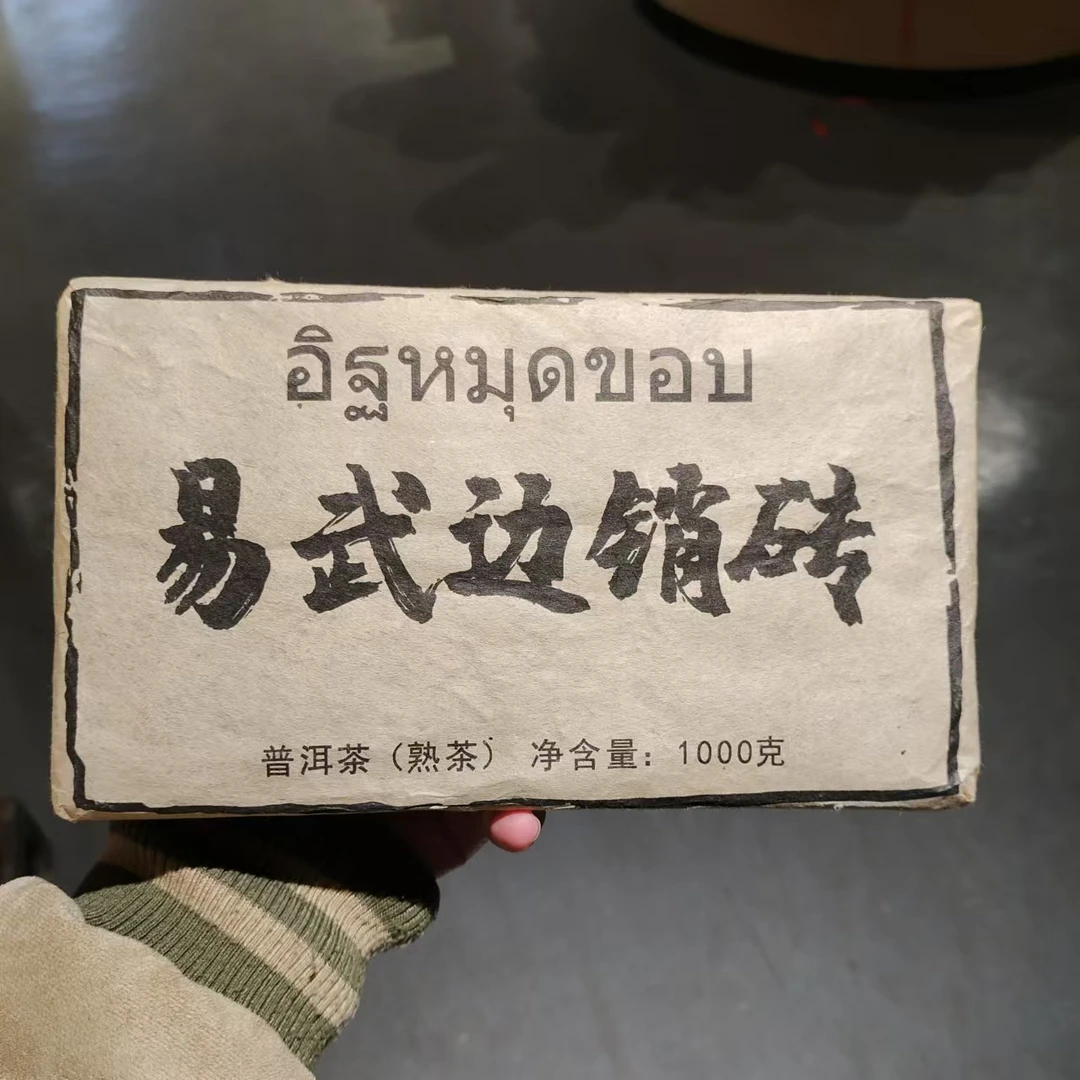 อิฐหมุดขอบ
易武边销砖
普洱茶（熟茶） 净含量：1000克